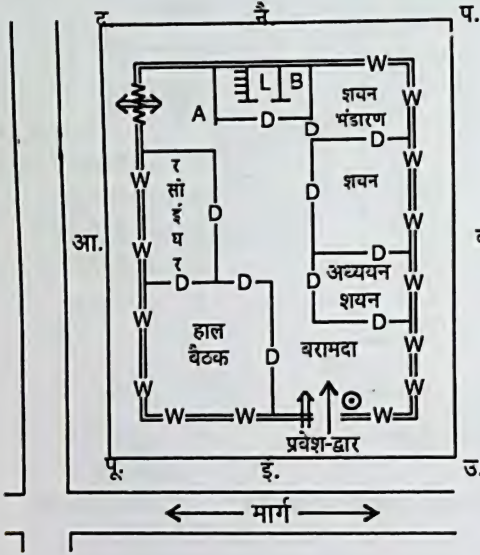 द. नै. प.
W
L B
शयन
W
A D D
भंडारण
W D
W
र
सों
इं
घ
र
D D
शयन
W D
आ.
D D
D
अध्ययन
W
W
शयन
D
हाल
बैठक
D
बरामदा
W W
W W W
प्रवेश-द्वार
पू. इं. उ.
मार्ग